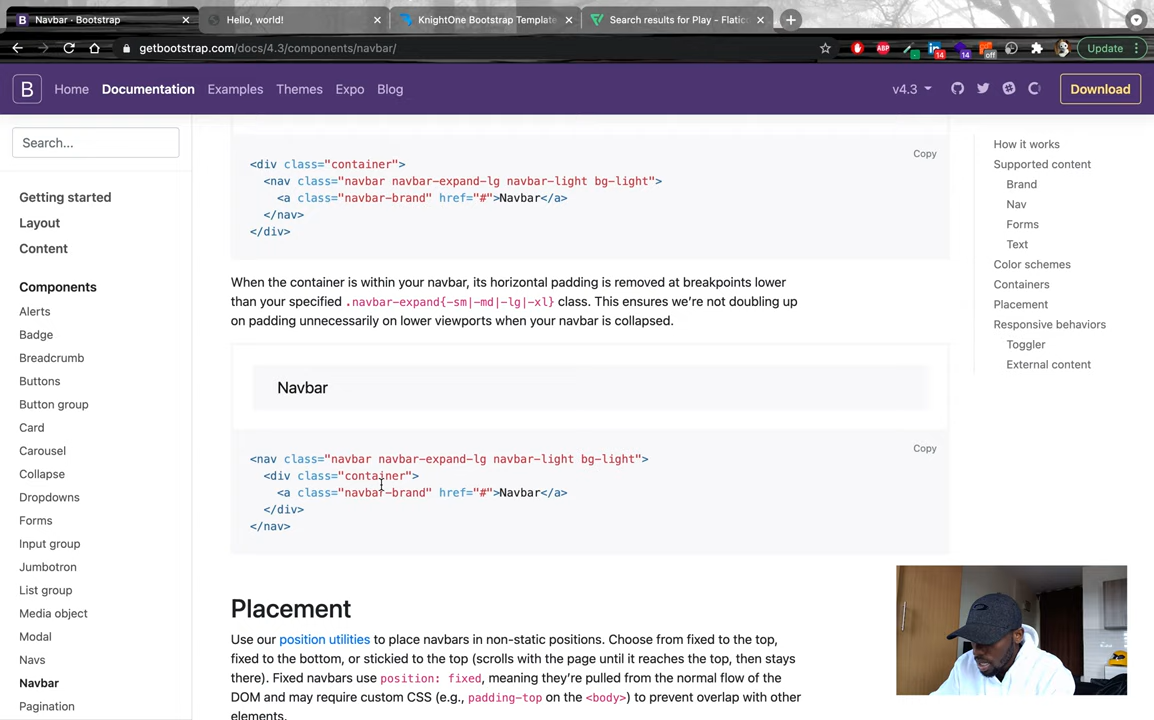 Navbar · Bootstrap
Hello, world!
KnightOne Bootstrap Template
Search results for Play - Flatico
getbootstrap.com/docs/4.3/components/navbar/
ABP
14
14
off
Update
B
Home
Documentation
Examples
Themes
Expo
Blog
v4.3
Download
Search...
Getting started
Layout
Content
Components
Alerts
Badge
Breadcrumb
Buttons
Button group
Card
Carousel
Collapse
Dropdowns
Forms
Input group
Jumbotron
List group
Media object
Modal
Navs
Navbar
Pagination
Copy
<div class="container">
<nav class="navbar navbar-expand-lg navbar-light bg-light">
<a class="navbar-brand" href="#">Navbar</a>
</nav>
</div>
When the container is within your navbar, its horizontal padding is removed at breakpoints lower
than your specified .navbar-expand{-sm|-md|-lg|-xl} class. This ensures we're not doubling up
on padding unnecessarily on lower viewports when your navbar is collapsed.
Navbar
Copy
<nav class="navbar navbar-expand-lg navbar-light bg-light">
<div class="container">
<a class="navbar-brand" href="#">Navbar</a>
</div>
</nav>
Placement
Use our position utilities to place navbars in non-static positions. Choose from fixed to the top,
fixed to the bottom, or stickied to the top (scrolls with the page until it reaches the top, then stays
there). Fixed navbars use position: fixed, meaning they're pulled from the normal flow of the
DOM and may require custom CSS (e.g., padding-top on the <body>) to prevent overlap with other
elements.
How it works
Supported content
Brand
Nav
Forms
Text
Color schemes
Containers
Placement
Responsive behaviors
Toggler
External content